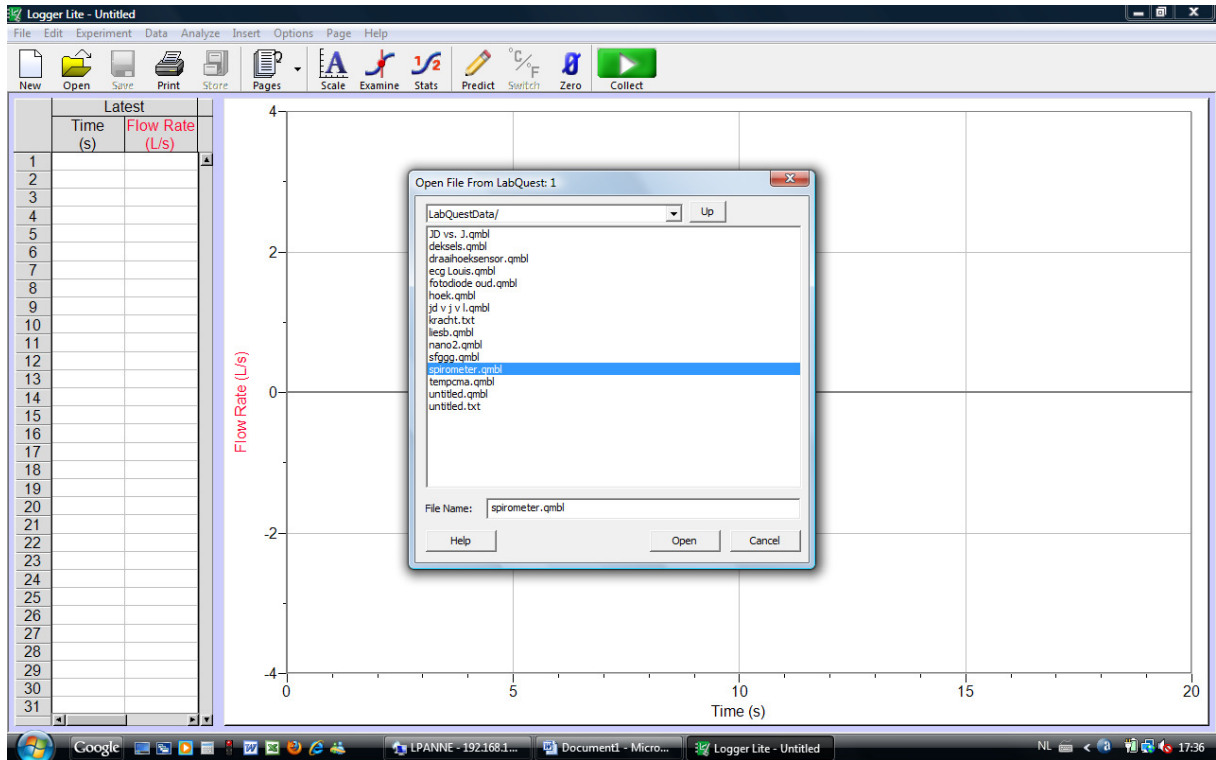 Logger Lite - Untitled
File Edit Experiment Data Analyze Insert Options Page Help
New Open Save Print Store Pages Scale Examine Stats Predict Switch Zero Collect
Latest
Time (s)
Flow Rate (L/s)
1
2
3
4
5
6
7
8
9
10
11
12
13
14
15
16
17
18
19
20
21
22
23
24
25
26
27
28
29
30
31
Flow Rate (L/s)
4
2
0
-2
-4
0 5 10 15 20
Time (s)
Open File From LabQuest: 1
LabQuestData/ Up
JD vs. J.qmbl
deksels.qmbl
draaihoeksensor.qmbl
ecg Louis.qmbl
fotodiode oud.qmbl
hoek.qmbl
jd v j v l.qmbl
kracht.txt
liesb.qmbl
nano2.qmbl
sfggg.qmbl
spirometer.qmbl
tempcma.qmbl
untitled.qmbl
untitled.txt
File Name: spirometer.qmbl
Help Open Cancel
Google LPANNE - 192.168.1... Document1 - Micro... Logger Lite - Untitled NL 17:36